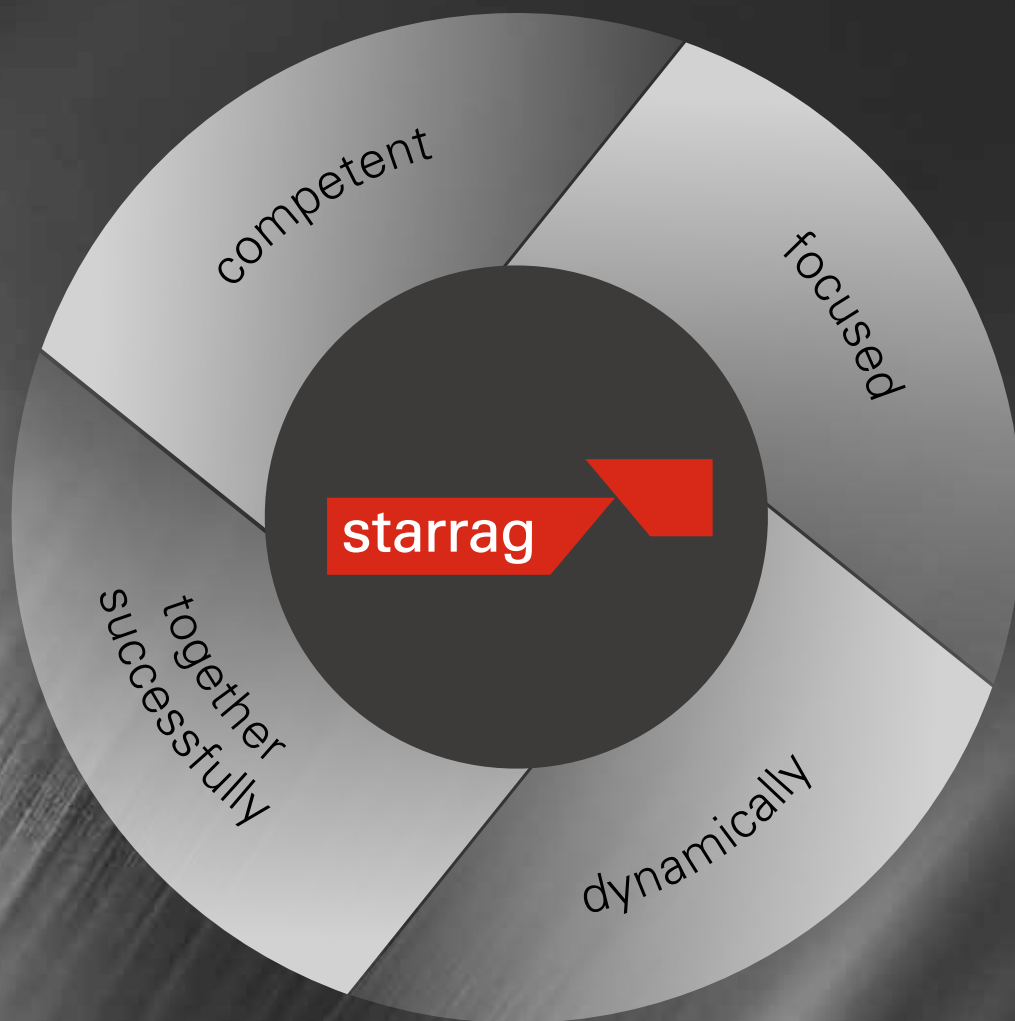 competent
focused
starrag
together
successfully
dynamically